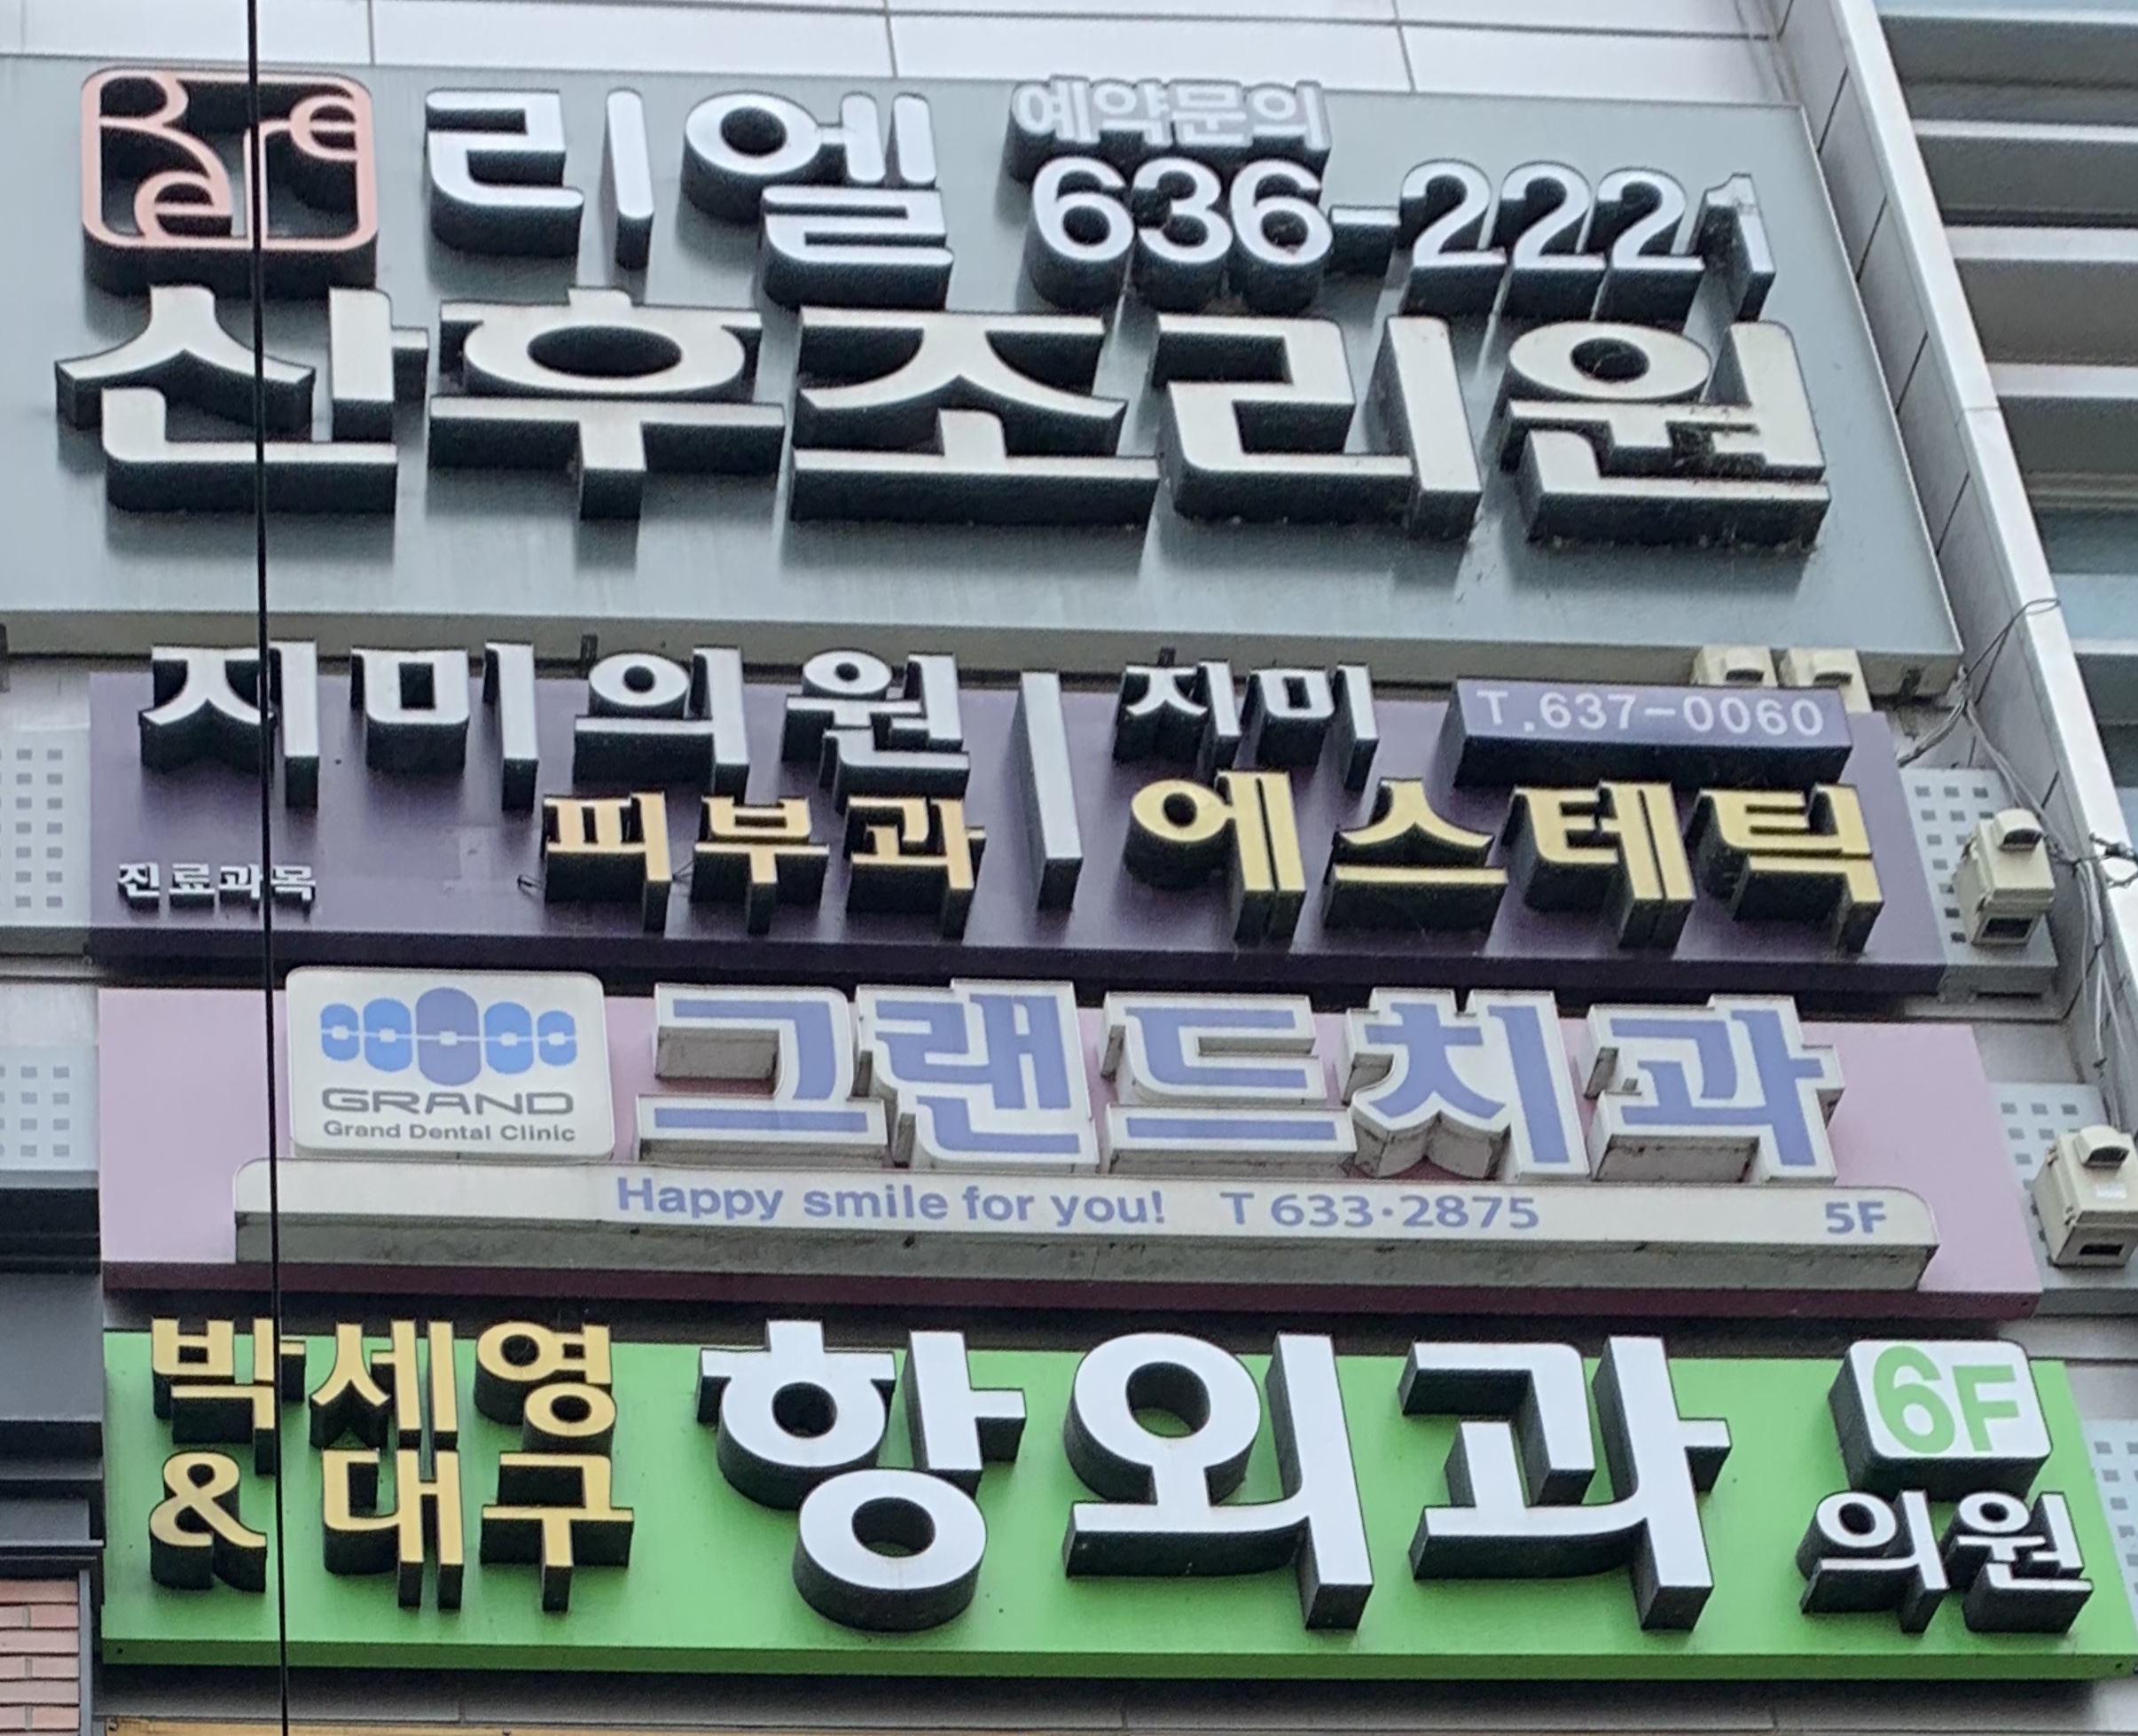 리엘 예약문의
636-2221
산후조리원
지미의원 | 지미 T.637-0060
진료과목 피부과 에스테틱
GRAND
Grand Dental Clinic
그랜드치과
Happy smile for you! T 633·2875 5F
박세영
&대구
항외과
6F
의원